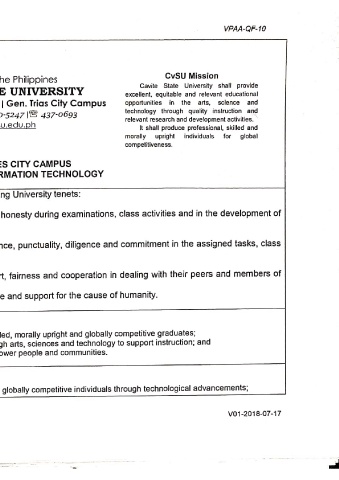 VPAA-QF-10
he Philippines
E UNIVERSITY
| Gen. Trias City Campus
0-5247 |☏ 437-0693
u.edu.ph
CvSU Mission
Cavite State University shall provide
excellent, equitable and relevant educational
opportunities in the arts, science and
technology through quality instruction and
relevant research and development activities.
It shall produce professional, skilled and
morally upright individuals for global
competitiveness.
ES CITY CAMPUS
RMATION TECHNOLOGY
ing University tenets:
honesty during examinations, class activities and in the development of
nce, punctuality, diligence and commitment in the assigned tasks, class
rt, fairness and cooperation in dealing with their peers and members of
e and support for the cause of humanity.
led, morally upright and globally competitive graduates;
gh arts, sciences and technology to support instruction; and
ower people and communities.
globally competitive individuals through technological advancements;
V01-2018-07-17